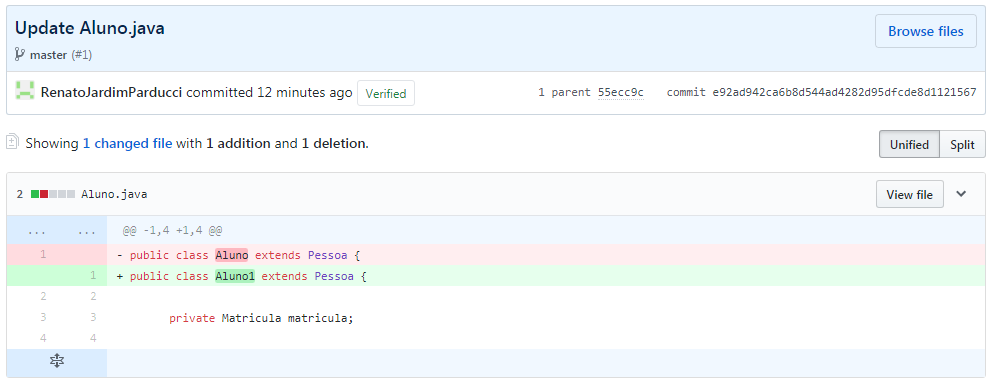 Update Aluno.java
Browse files
master (#1)
RenatoJardimParducci committed 12 minutes ago Verified 1 parent 55ecc9c commit e92ad942ca6b8d544ad4282d95dfcde8d1121567
Showing 1 changed file with 1 addition and 1 deletion.
Unified Split
2 Aluno.java View file
... ... @@ -1,4 +1,4 @@
1 - public class Aluno extends Pessoa {
1 + public class Aluno1 extends Pessoa {
2 2
3 3 private Matricula matricula;
4 4